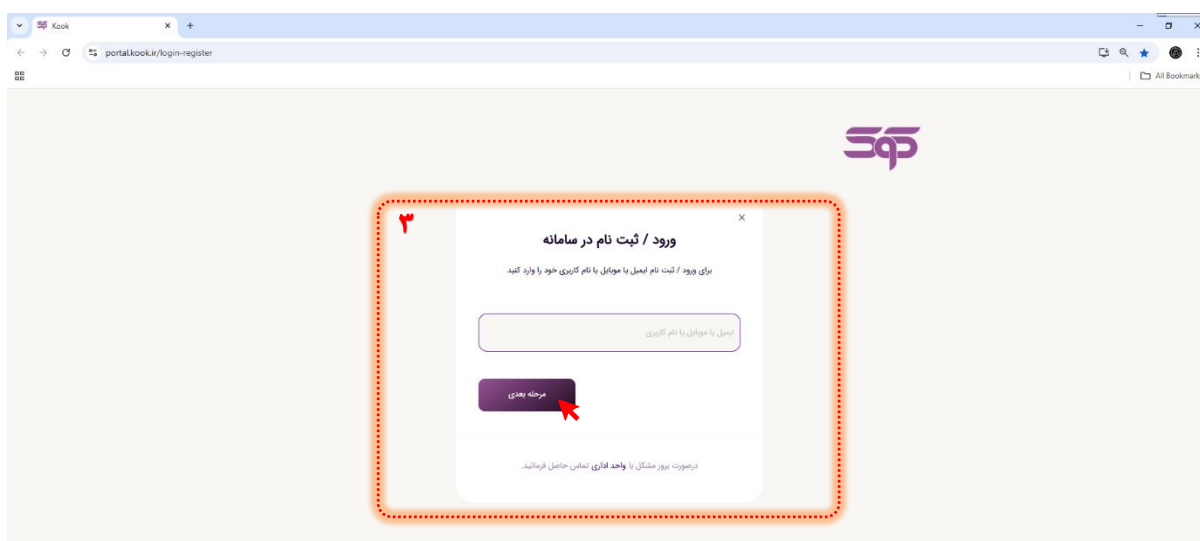 Kook
portal.kook.ir/login-register
All Bookmark
کوک
۳
ورود / ثبت نام در سامانه
برای ورود / ثبت نام ایمیل یا موبایل یا نام کاربری خود را وارد کنید
ایمیل یا موبایل یا نام کاربری
مرحله بعدی
درصورت بروز مشکل با واحد اداری تماس حاصل فرمائید.